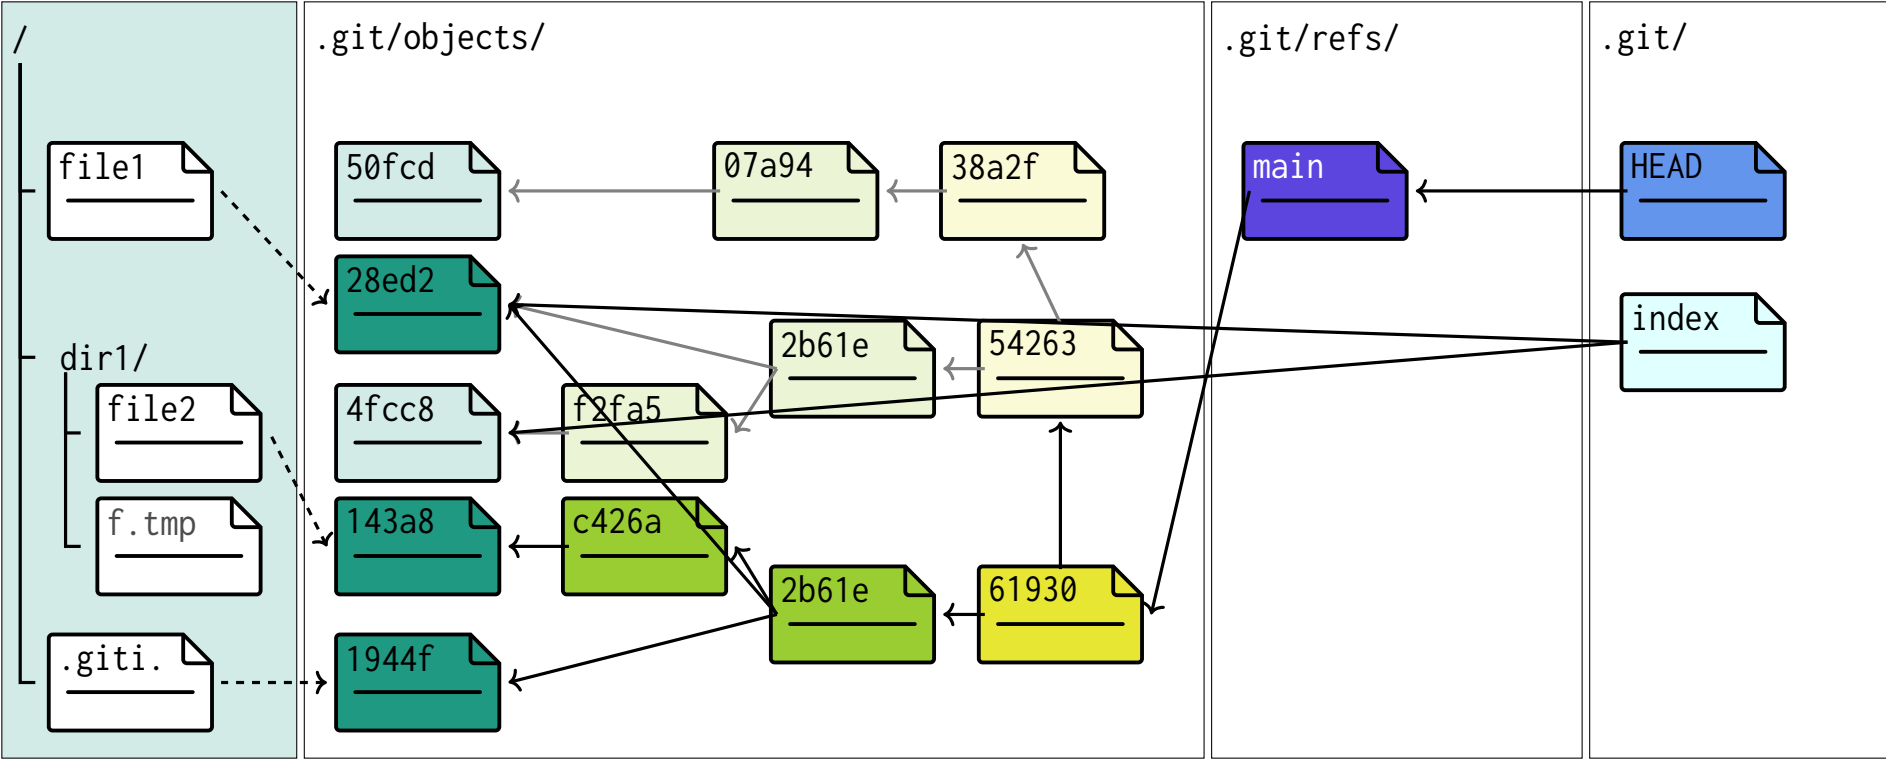 /
.git/objects/
.git/refs/
.git/
file1
50fcd
07a94
38a2f
main
HEAD
28ed2
index
dir1/
2b61e
54263
file2
4fcc8
f2fa5
f.tmp
143a8
c426a
2b61e
61930
.giti.
1944f